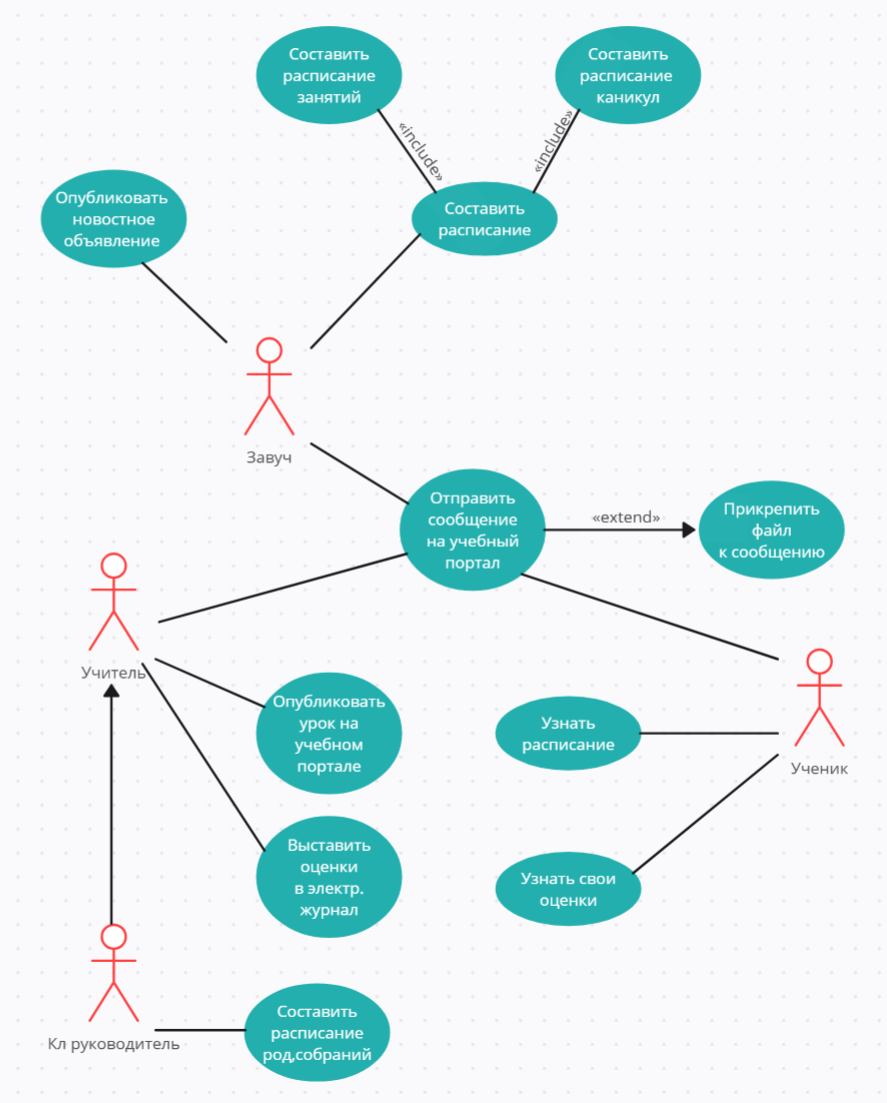 Составить
расписание
занятий
Составить
расписание
каникул
«include»
«include»
Опубликовать
новостное
объявление
Составить
расписание
Завуч
Отправить
сообщение
на учебный
портал
«extend»
Прикрепить
файл
к сообщению
Учитель
Опубликовать
урок на
учебном
портале
Узнать
расписание
Ученик
Выставить
оценки
в электр.
журнал
Узнать свои
оценки
Кл руководитель
Составить
расписание
род,собраний